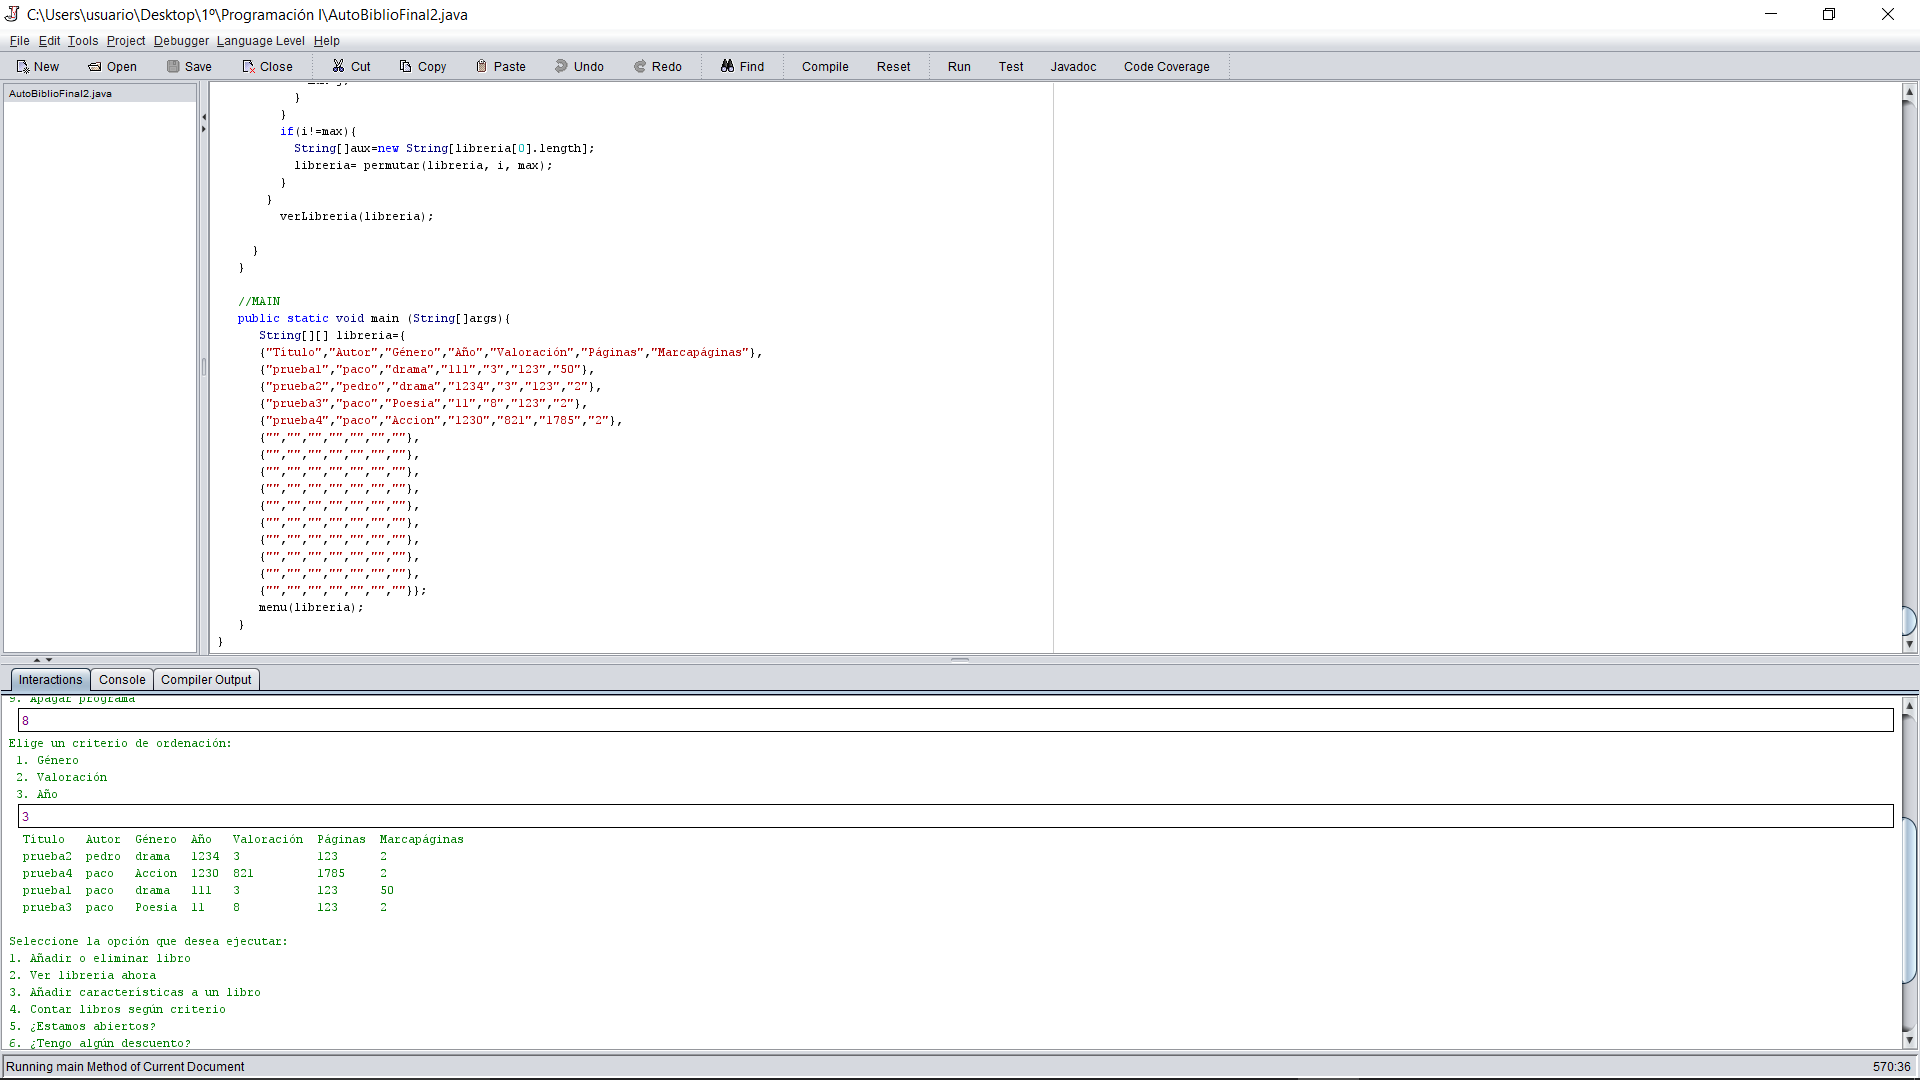 C:\Users\usuario\Desktop\1º\Programación I\AutoBiblioFinal2.java
File Edit Tools Project Debugger Language Level Help
New Open Save Close Cut Copy Paste Undo Redo Find Compile Reset Run Test Javadoc Code Coverage
AutoBiblioFinal2.java
}
}
if(i!=max){
String[]aux=new String[libreria[0].length];
libreria= permutar(libreria, i, max);
}
}
verLibreria(libreria);
}
}
//MAIN
public static void main (String[]args){
String[][] libreria={
{"Título","Autor","Género","Año","Valoración","Páginas","Marcapáginas"},
{"prueba1","paco","drama","111","3","123","50"},
{"prueba2","pedro","drama","1234","3","123","2"},
{"prueba3","paco","Poesia","11","8","123","2"},
{"prueba4","paco","Accion","1230","821","1785","2"},
{"","","","","","",""},
{"","","","","","",""},
{"","","","","","",""},
{"","","","","","",""},
{"","","","","","",""},
{"","","","","","",""},
{"","","","","","",""},
{"","","","","","",""},
{"","","","","","",""},
{"","","","","","",""}};
menu(libreria);
}
}
Interactions Console Compiler Output
9. Apagar programa
8
Elige un criterio de ordenación:
1. Género
2. Valoración
3. Año
3
Título Autor Género Año Valoración Páginas Marcapáginas
prueba2 pedro drama 1234 3 123 2
prueba4 paco Accion 1230 821 1785 2
prueba1 paco drama 111 3 123 50
prueba3 paco Poesia 11 8 123 2
Seleccione la opción que desea ejecutar:
1. Añadir o eliminar libro
2. Ver libreria ahora
3. Añadir características a un libro
4. Contar libros según criterio
5. ¿Estamos abiertos?
6. ¿Tengo algún descuento?
Running main Method of Current Document
570:36